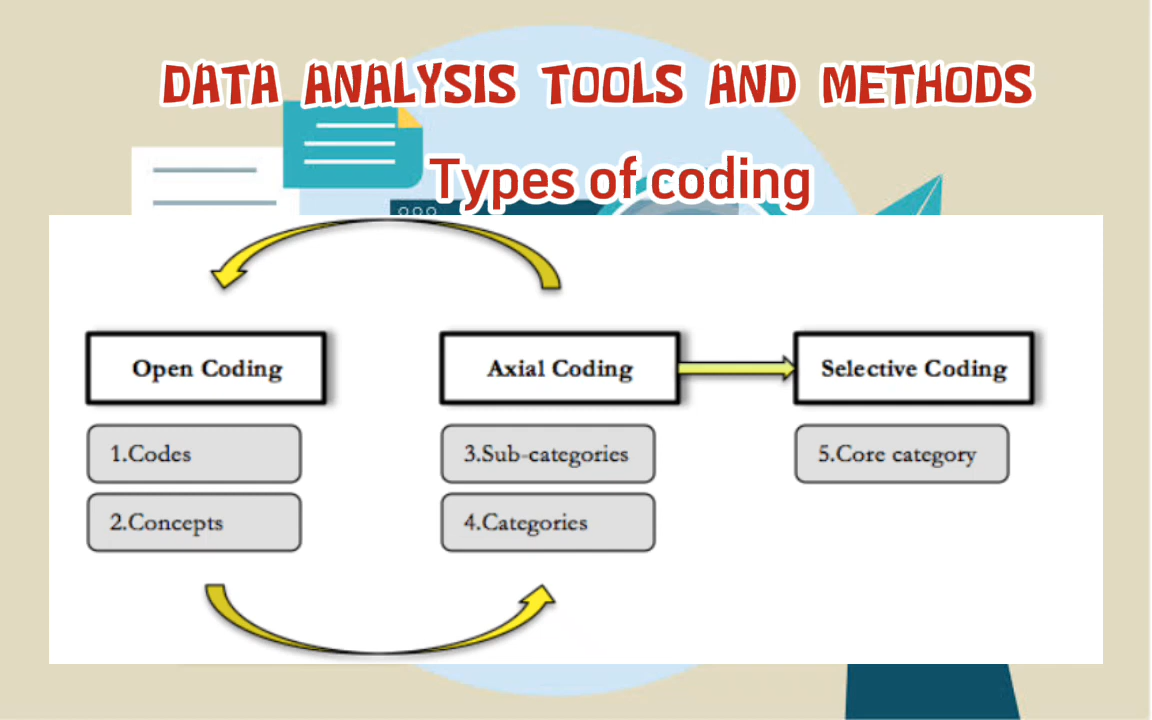 DATA ANALYSIS TOOLS AND METHODS
Types of coding
Open Coding
Axial Coding
Selective Coding
1.Codes
3.Sub-categories
5.Core category
2.Concepts
4.Categories